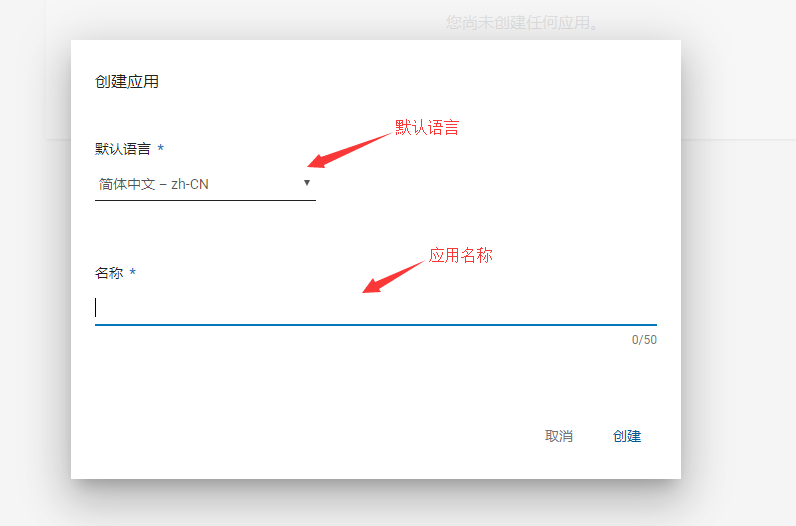 您尚未创建任何应用。
创建应用
默认语言
默认语言 *
简体中文 – zh-CN
应用名称
名称 *
0/50
取消 创建